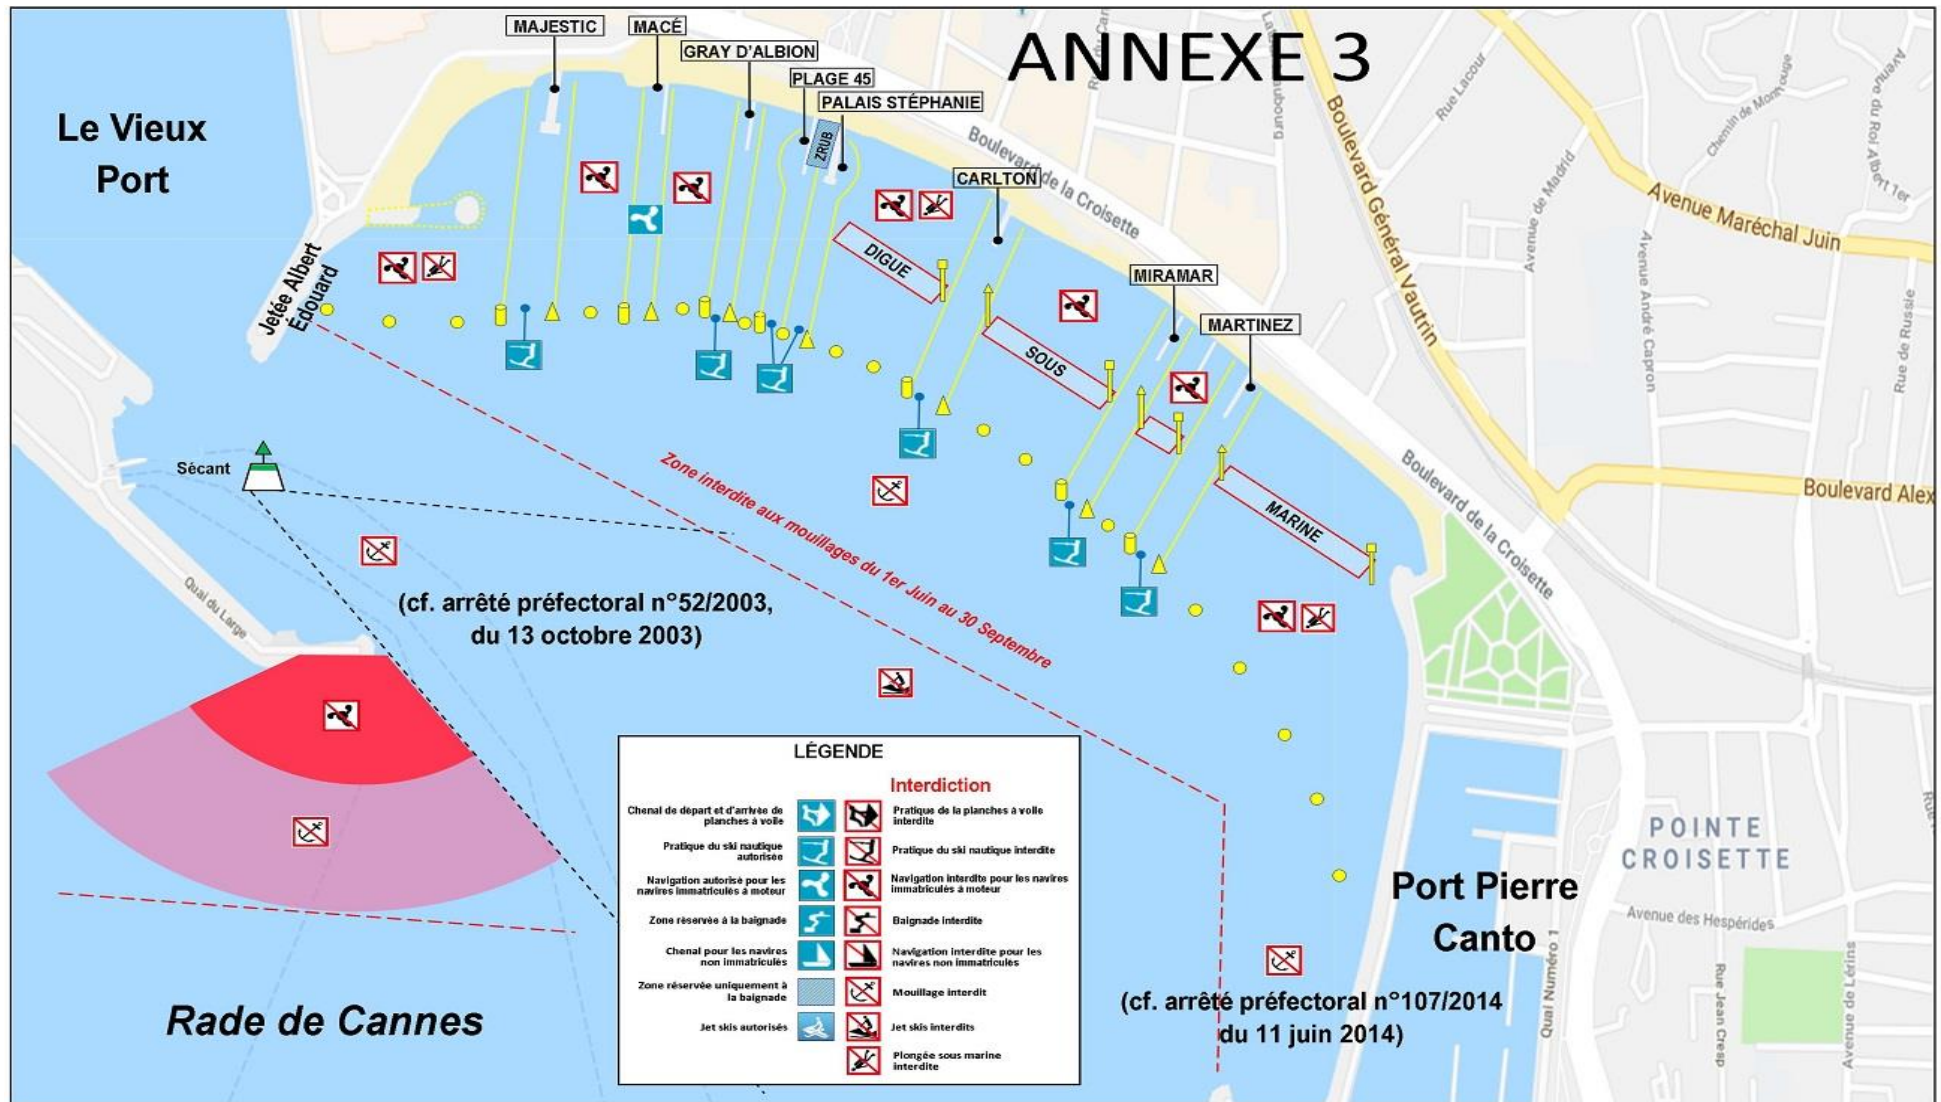 ANNEXE 3
MAJESTIC
MACÉ
GRAY D'ALBION
PLAGE 45
PALAIS STÉPHANIE
ZRUB
CARLTON
MIRAMAR
MARTINEZ
Le Vieux
Port
Jetée Albert
Édouard
DIGUE
SOUS
MARINE
Boulevard de la Croisette
Boulevard Général Vautrin
Rue Lacour
Avenue de Madrid
Avenue Maréchal Juin
Avenue du Roi Albert 1er
Avenue André Capron
Rue de Russie
Boulevard Alex
Boulevard de la Croisette
Sécant
Quai du Large
Zone interdite aux mouillages du 1er Juin au 30 Septembre
(cf. arrêté préfectoral n°52/2003,
du 13 octobre 2003)
Rade de Cannes
LÉGENDE
Interdiction
Chenal de départ et d'arrivée de
planches à voile
Pratique de la planches à voile
interdite
Pratique du ski nautique
autorisée
Pratique du ski nautique interdite
Navigation autorisé pour les
navires immatriculés à moteur
Navigation interdite pour les navires
immatriculés à moteur
Zone réservée à la baignade
Baignade interdite
Chenal pour les navires
non immatriculés
Navigation interdite pour les
navires non immatriculés
Zone réservée uniquement à
la baignade
Mouillage interdit
Jet skis autorisés
Jet skis interdits
Plongée sous marine
interdite
POINTE
CROISETTE
Port Pierre
Canto
(cf. arrêté préfectoral n°107/2014
du 11 juin 2014)
Avenue des Hespérides
Quai Numéro 1
Rue Jean Cresp
Avenue de Lérins